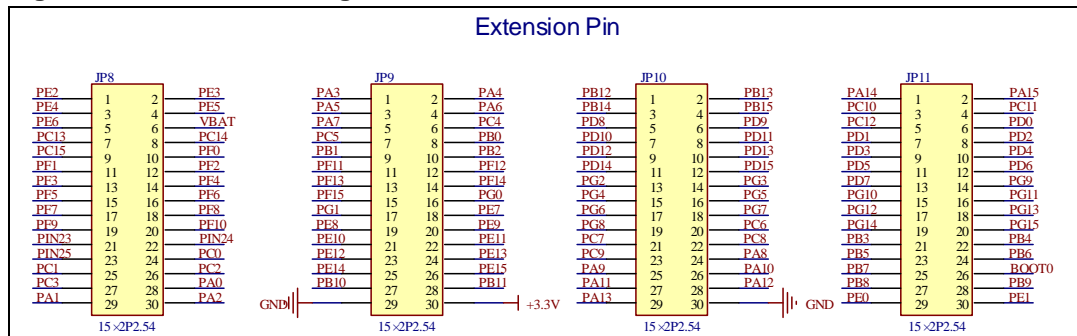 Extension Pin
JP8
PE2 1 2 PE3
PE4 3 4 PE5
PE6 5 6 VBAT
PC13 7 8 PC14
PC15 9 10 PF0
PF1 11 12 PF2
PF3 13 14 PF4
PF5 15 16 PF6
PF7 17 18 PF8
PF9 19 20 PF10
PIN23 21 22 PIN24
PIN25 23 24 PC0
PC1 25 26 PC2
PC3 27 28 PA0
PA1 29 30 PA2
15×2P2.54
JP9
PA3 1 2 PA4
PA5 3 4 PA6
PA7 5 6 PC4
PC5 7 8 PB0
PB1 9 10 PB2
PF11 11 12 PF12
PF13 13 14 PF14
PF15 15 16 PG0
PG1 17 18 PE7
PE8 19 20 PE9
PE10 21 22 PE11
PE12 23 24 PE13
PE14 25 26 PE15
PB10 27 28 PB11
GND 29 30 +3.3V
15×2P2.54
JP10
PB12 1 2 PB13
PB14 3 4 PB15
PD8 5 6 PD9
PD10 7 8 PD11
PD12 9 10 PD13
PD14 11 12 PD15
PG2 13 14 PG3
PG4 15 16 PG5
PG6 17 18 PG7
PG8 19 20 PC6
PC7 21 22 PC8
PC9 23 24 PA8
PA9 25 26 PA10
PA11 27 28 PA12
PA13 29 30 GND
15×2P2.54
JP11
PA14 1 2 PA15
PC10 3 4 PC11
PC12 5 6 PD0
PD1 7 8 PD2
PD3 9 10 PD4
PD5 11 12 PD6
PD7 13 14 PG9
PG10 15 16 PG11
PG12 17 18 PG13
PG14 19 20 PG15
PB3 21 22 PB4
PB5 23 24 PB6
PB7 25 26 BOOT0
PB8 27 28 PB9
PE0 29 30 PE1
15×2P2.54